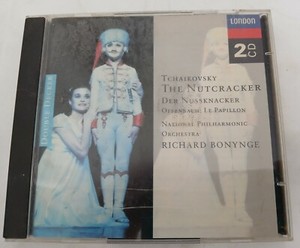 LONDON
2CD
TCHAIKOVSKY
THE NUTCRACKER
DER NUSSKNACKER
OFFENBACH: LE PAPILLON
NATIONAL PHILHARMONIC
ORCHESTRA
RICHARD BONYNGE